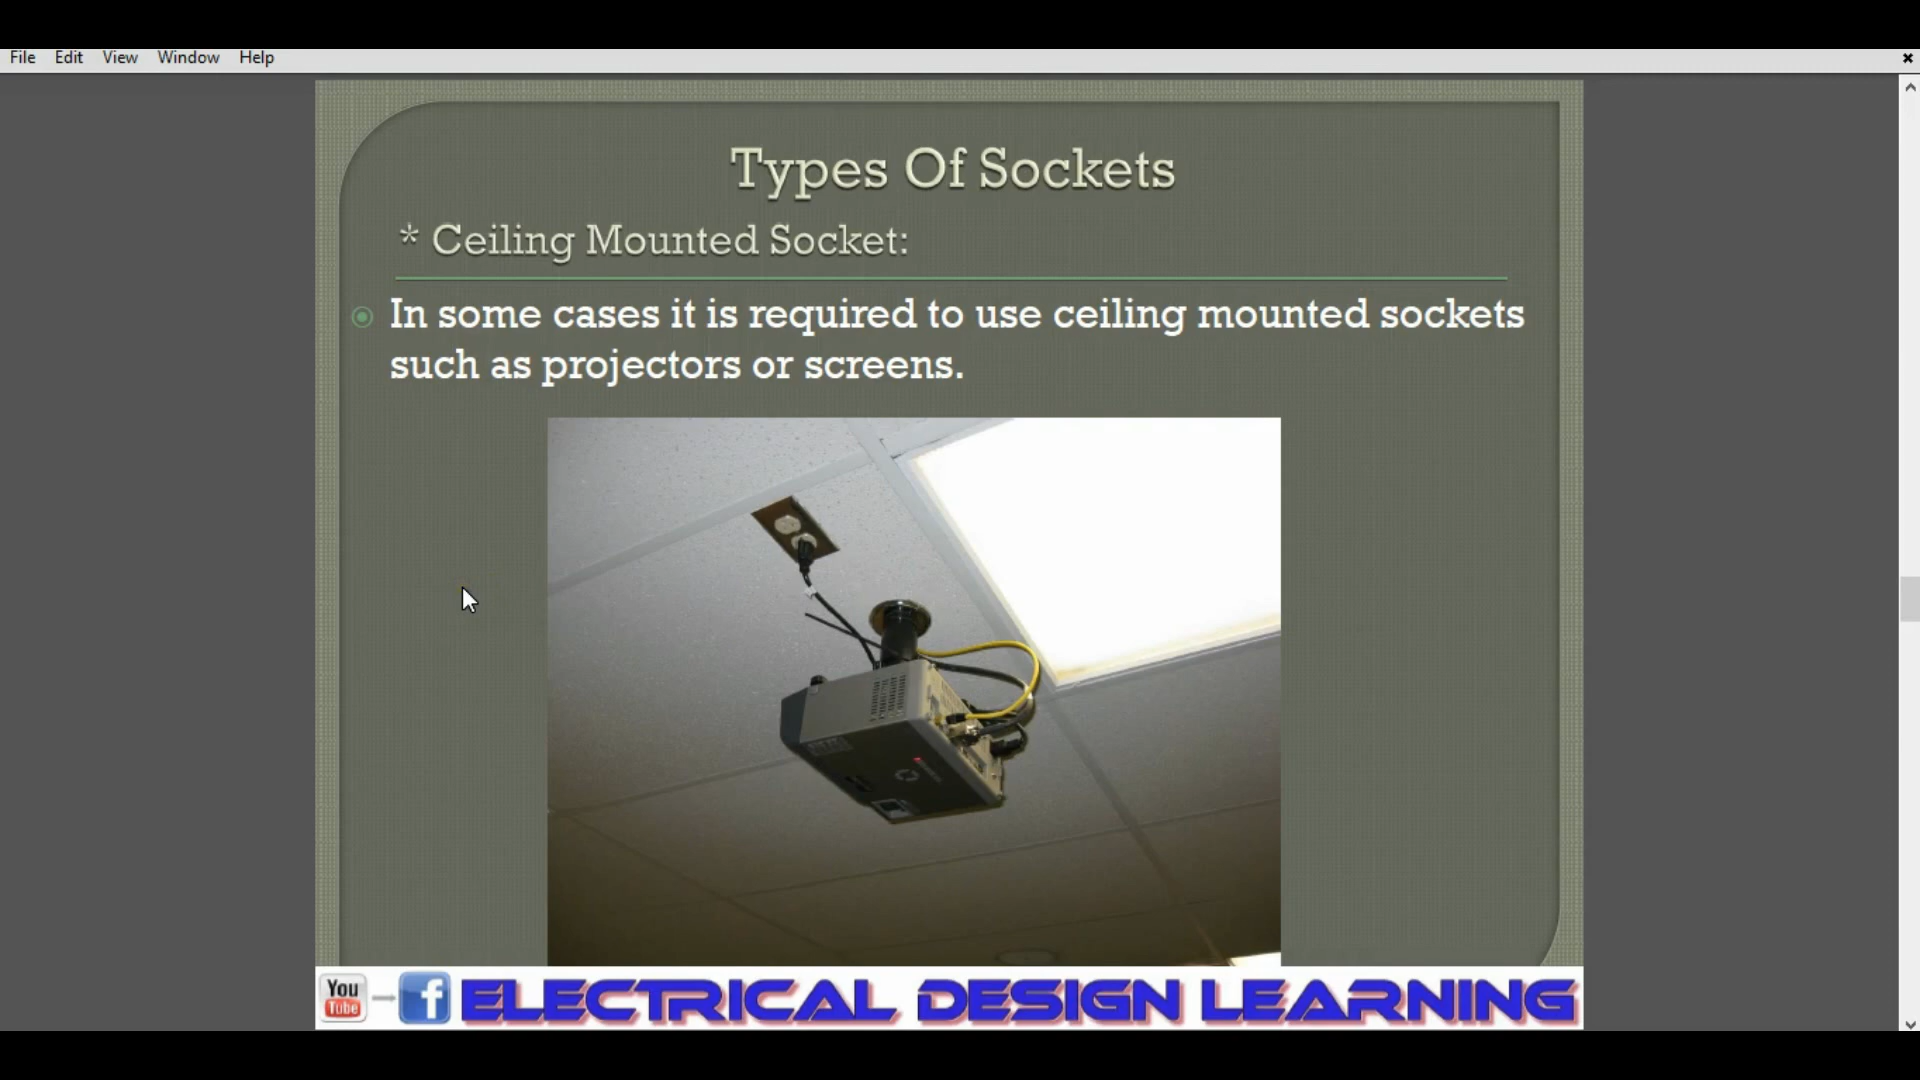 File Edit View Window Help
Types Of Sockets
* Ceiling Mounted Socket:
In some cases it is required to use ceiling mounted sockets
such as projectors or screens.
You
Tube
f ELECTRICAL DESIGN LEARNING